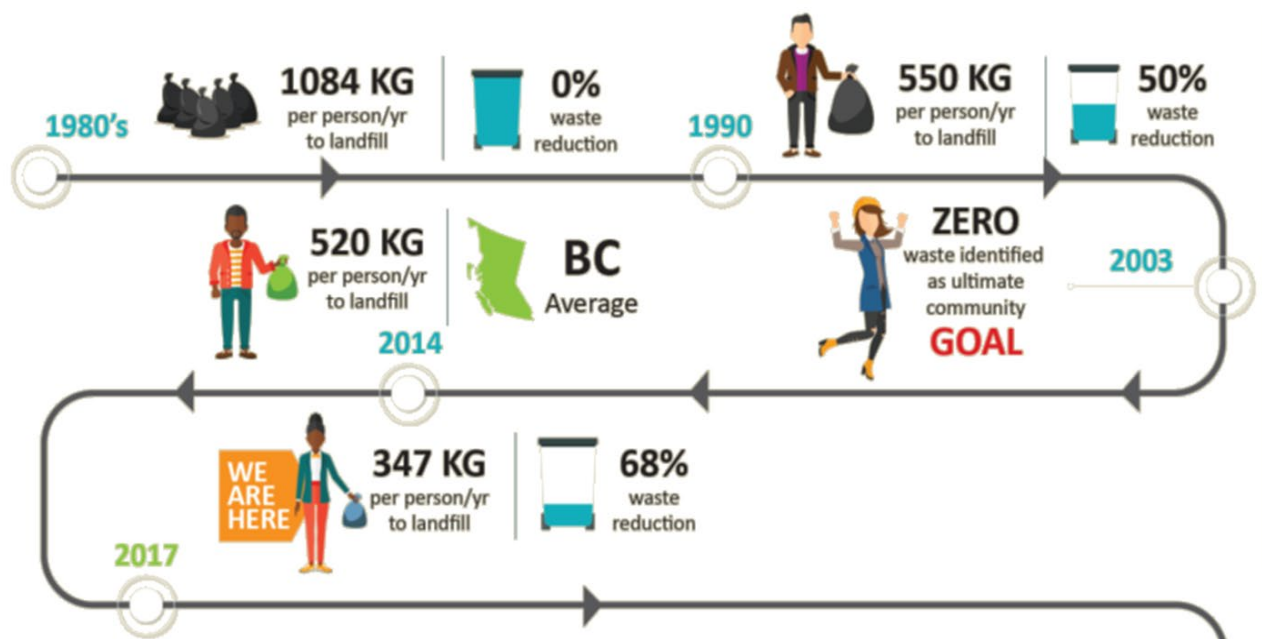 1980's
1084 KG
per person/yr
to landfill
0%
waste
reduction
1990
550 KG
per person/yr
to landfill
50%
waste
reduction
2003
ZERO
waste identified
as ultimate
community
GOAL
520 KG
per person/yr
to landfill
BC
Average
2014
WE
ARE
HERE
347 KG
per person/yr
to landfill
68%
waste
reduction
2017